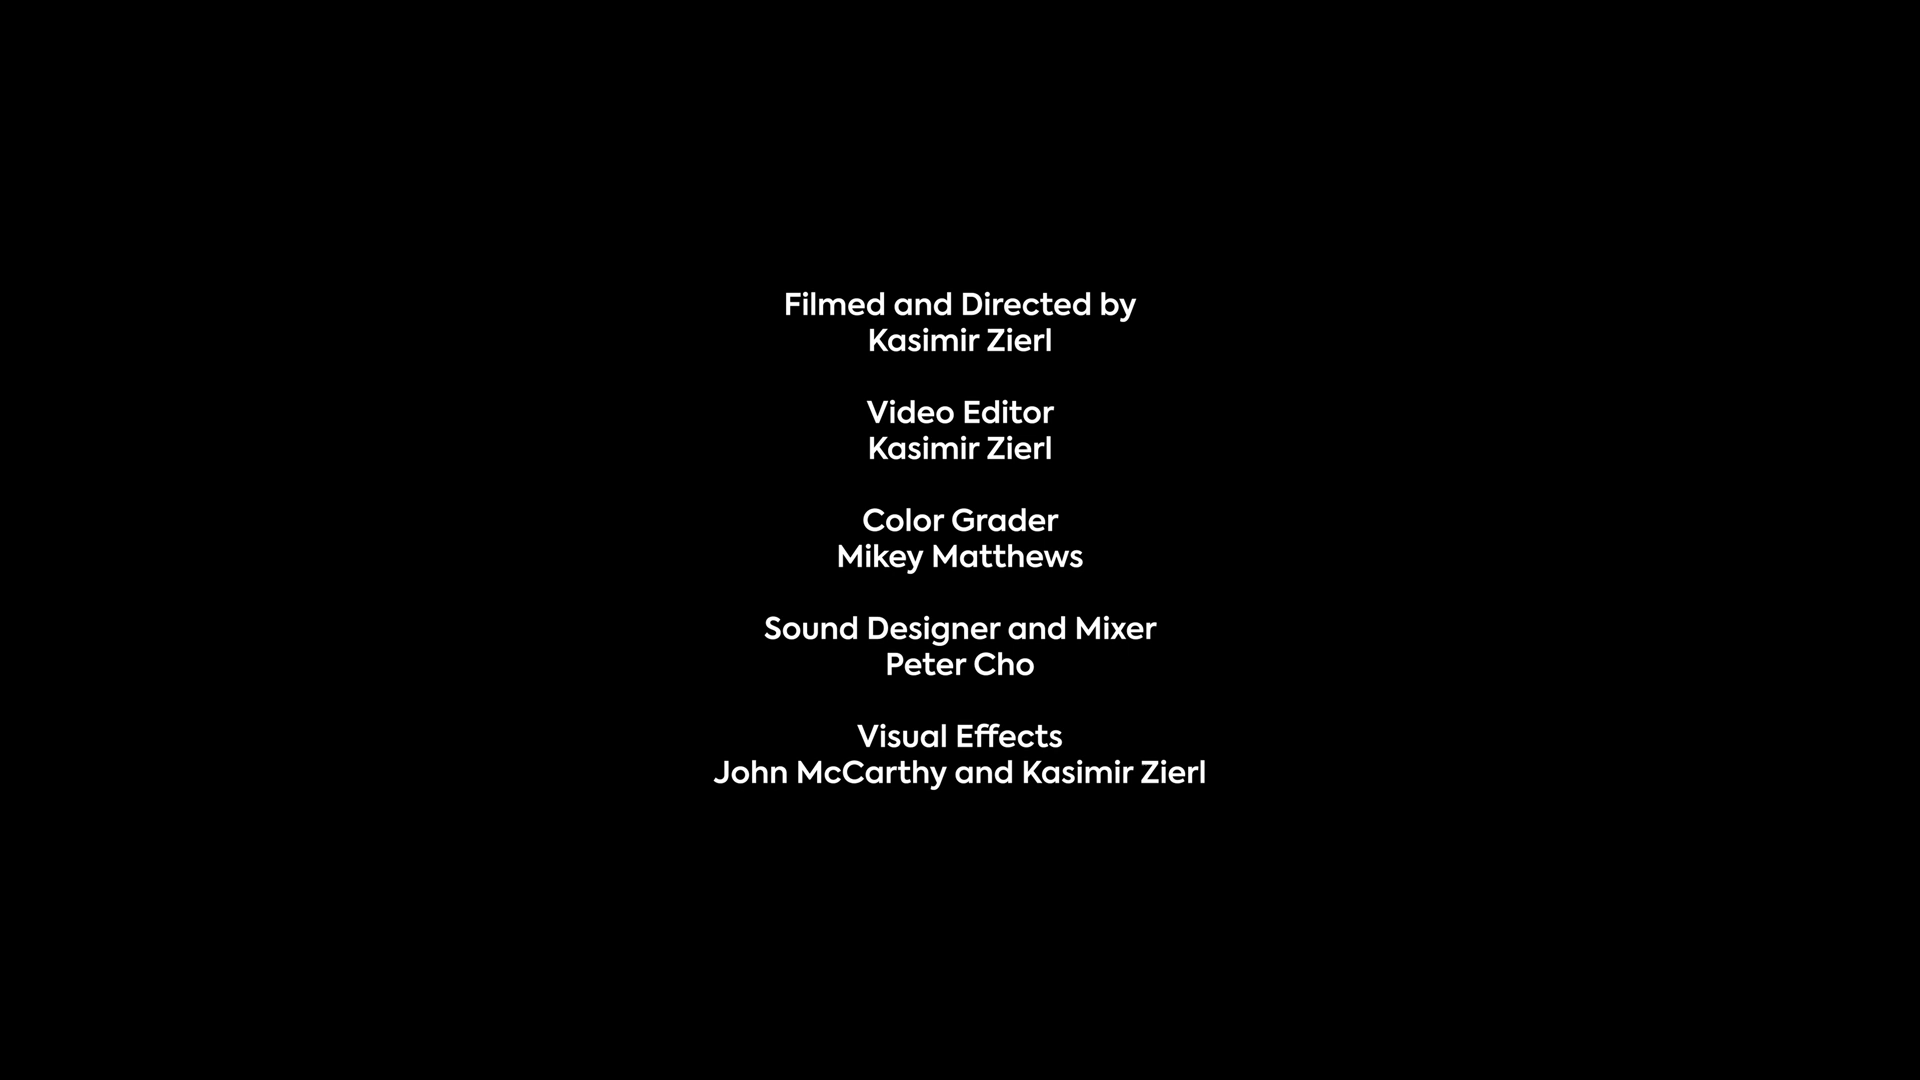 Filmed and Directed by
Kasimir Zierl
Video Editor
Kasimir Zierl
Color Grader
Mikey Matthews
Sound Designer and Mixer
Peter Cho
Visual Effects
John McCarthy and Kasimir Zierl